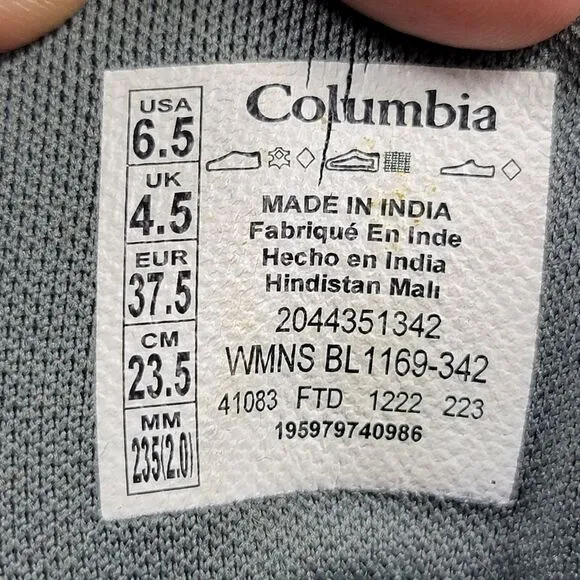 USA
6.5
UK
4.5
EUR
37.5
CM
23.5
MM
235(2.0)
Columbia
MADE IN INDIA
Fabriqué En Inde
Hecho en India
Hindistan Malı
2044351342
WMNS BL1169-342
41083 FTD 1222 223
195979740986